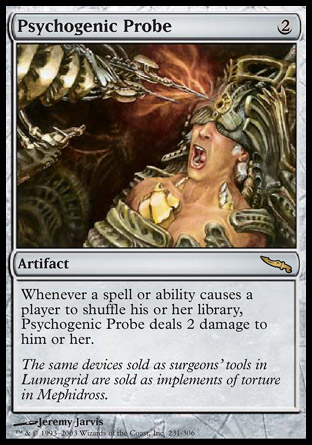 Psychogenic Probe 2
Artifact
Whenever a spell or ability causes a
player to shuffle his or her library,
Psychogenic Probe deals 2 damage to
him or her.
The same devices sold as surgeons' tools in
Lumengrid are sold as implements of torture
in Mephidross.
Jeremy Jarvis
™ & © 1993–2003 Wizards of the Coast, Inc. 231/306